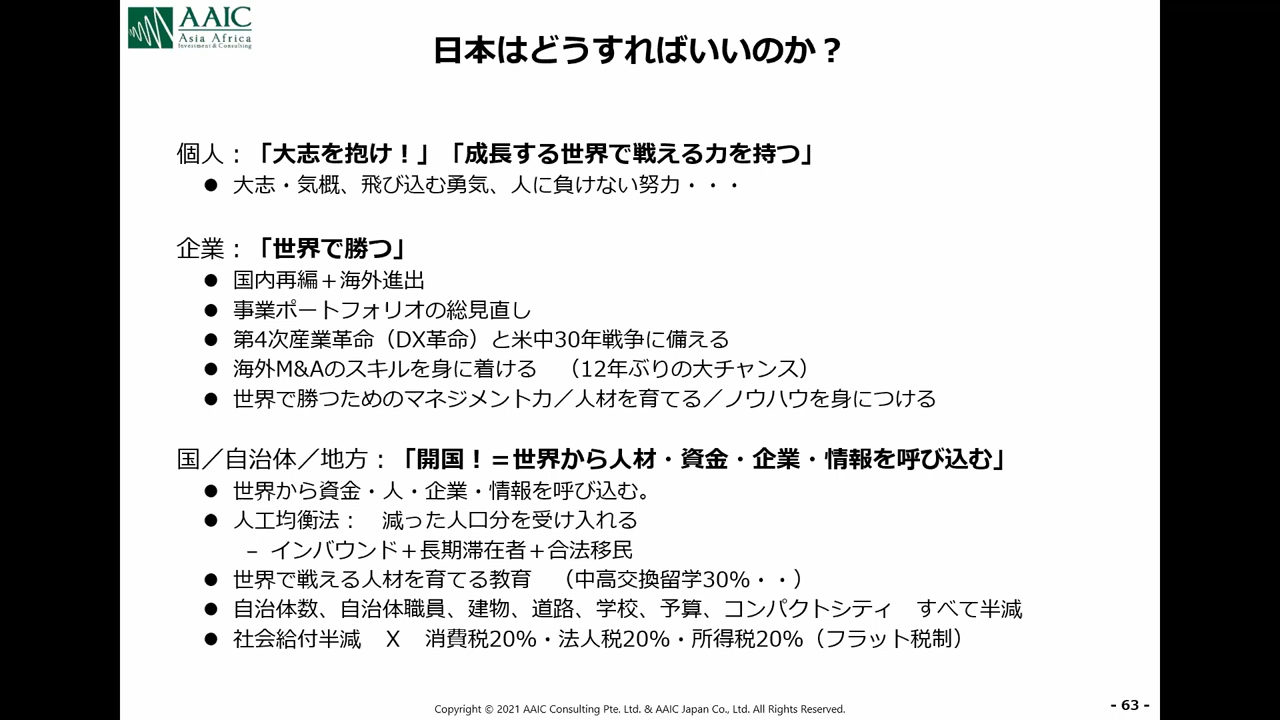 AAIC
Asia Africa
Investment & Consulting
日本はどうすればいいのか？
個人：「大志を抱け！」「成長する世界で戦える力を持つ」
● 大志・気概、飛び込む勇気、人に負けない努力・・・
企業：「世界で勝つ」
● 国内再編＋海外進出
● 事業ポートフォリオの総見直し
● 第4次産業革命（DX革命）と米中30年戦争に備える
● 海外M&Aのスキルを身に着ける　（12年ぶりの大チャンス）
● 世界で勝つためのマネジメント力／人材を育てる／ノウハウを身につける
国／自治体／地方：「開国！＝世界から人材・資金・企業・情報を呼び込む」
● 世界から資金・人・企業・情報を呼び込む。
● 人工均衡法：　減った人口分を受け入れる
– インバウンド＋長期滞在者＋合法移民
● 世界で戦える人材を育てる教育　（中高交換留学30%・・）
● 自治体数、自治体職員、建物、道路、学校、予算、コンパクトシティ　すべて半減
● 社会給付半減　X　消費税20%・法人税20%・所得税20%（フラット税制）
Copyright © 2021 AAIC Consulting Pte. Ltd. & AAIC Japan Co., Ltd. All Rights Reserved.
- 63 -